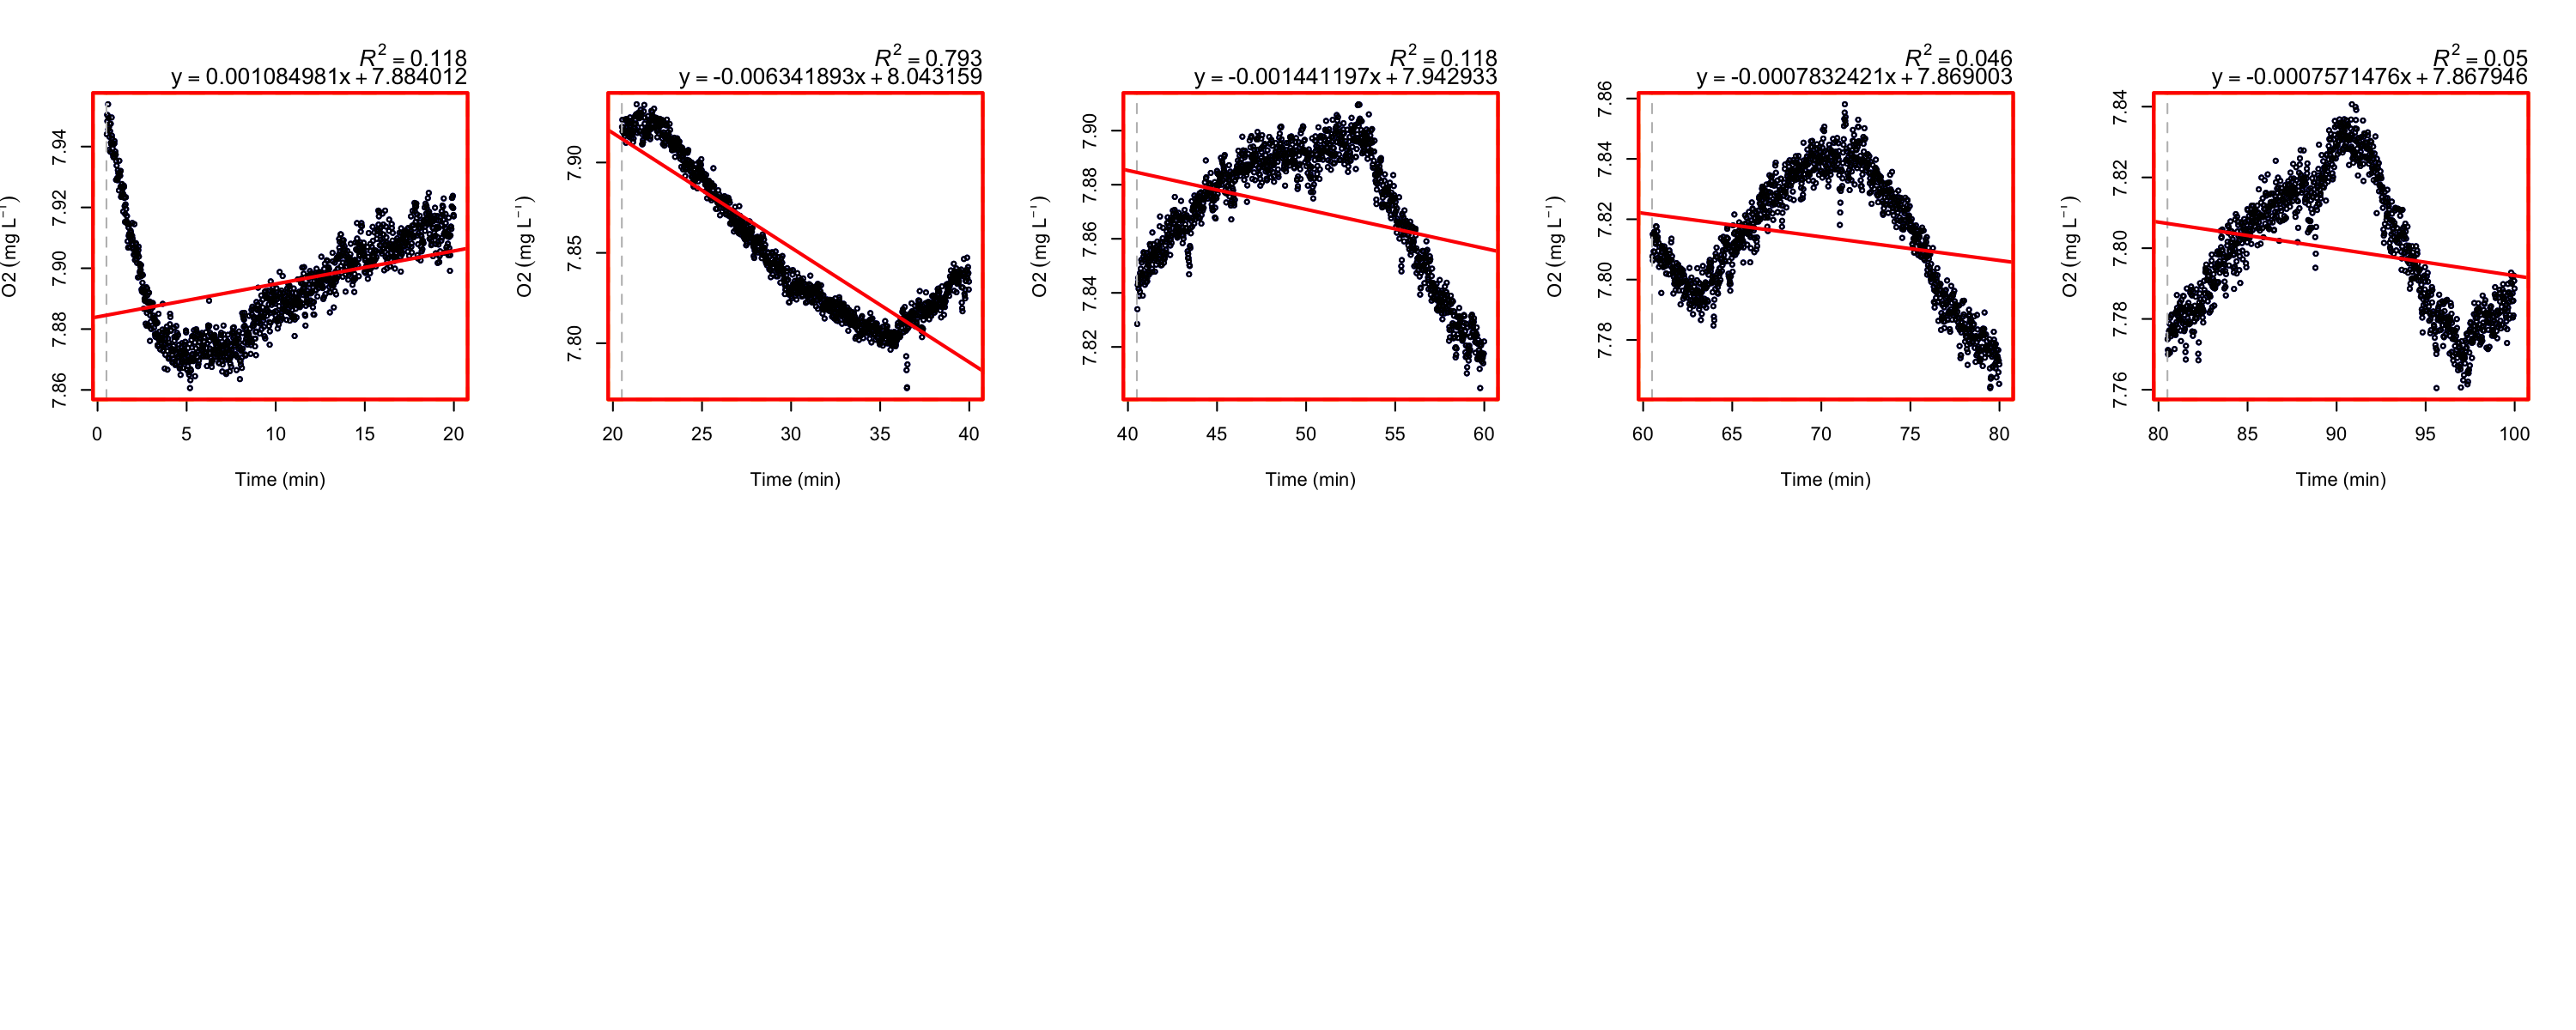 R² = 0.118
y = 0.001084981x + 7.884012
O2 (mg L⁻¹)
7.86 7.88 7.90 7.92 7.94
0 5 10 15 20
Time (min)
R² = 0.793
y = -0.006341893x + 8.043159
O2 (mg L⁻¹)
7.80 7.85 7.90
20 25 30 35 40
Time (min)
R² = 0.118
y = -0.001441197x + 7.942933
O2 (mg L⁻¹)
7.82 7.84 7.86 7.88 7.90
40 45 50 55 60
Time (min)
R² = 0.046
y = -0.0007832421x + 7.869003
O2 (mg L⁻¹)
7.78 7.80 7.82 7.84 7.86
60 65 70 75 80
Time (min)
R² = 0.05
y = -0.0007571476x + 7.867946
O2 (mg L⁻¹)
7.76 7.78 7.80 7.82 7.84
80 85 90 95 100
Time (min)